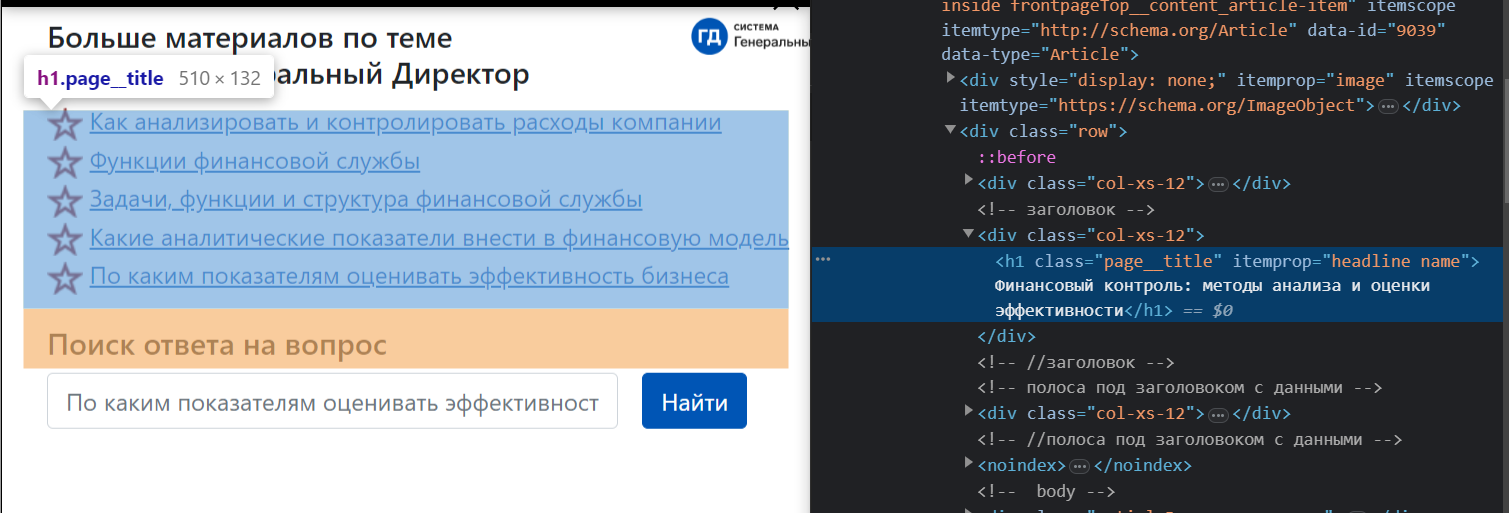 Больше материалов по теме
СИСТЕМА
Генеральны
ральный Директор
h1.page__title 510 × 132
Как анализировать и контролировать расходы компании
Функции финансовой службы
Задачи, функции и структура финансовой службы
Какие аналитические показатели внести в финансовую модель
По каким показателям оценивать эффективность бизнеса
Поиск ответа на вопрос
По каким показателям оценивать эффективност
Найти
inside frontpageTop__content_article-item" itemscope
itemtype="http://schema.org/Article" data-id="9039"
data-type="Article">
<div style="display: none;" itemprop="image" itemscope
itemtype="https://schema.org/ImageObject">…</div>
<div class="row">
::before
<div class="col-xs-12">…</div>
<!-- заголовок -->
<div class="col-xs-12">
<h1 class="page__title" itemprop="headline name">
Финансовый контроль: методы анализа и оценки
эффективности</h1> == $0
</div>
<!-- //заголовок -->
<!-- полоса под заголовоком с данными -->
<div class="col-xs-12">…</div>
<!-- //полоса под заголовоком с данными -->
<noindex>…</noindex>
<!-- body -->